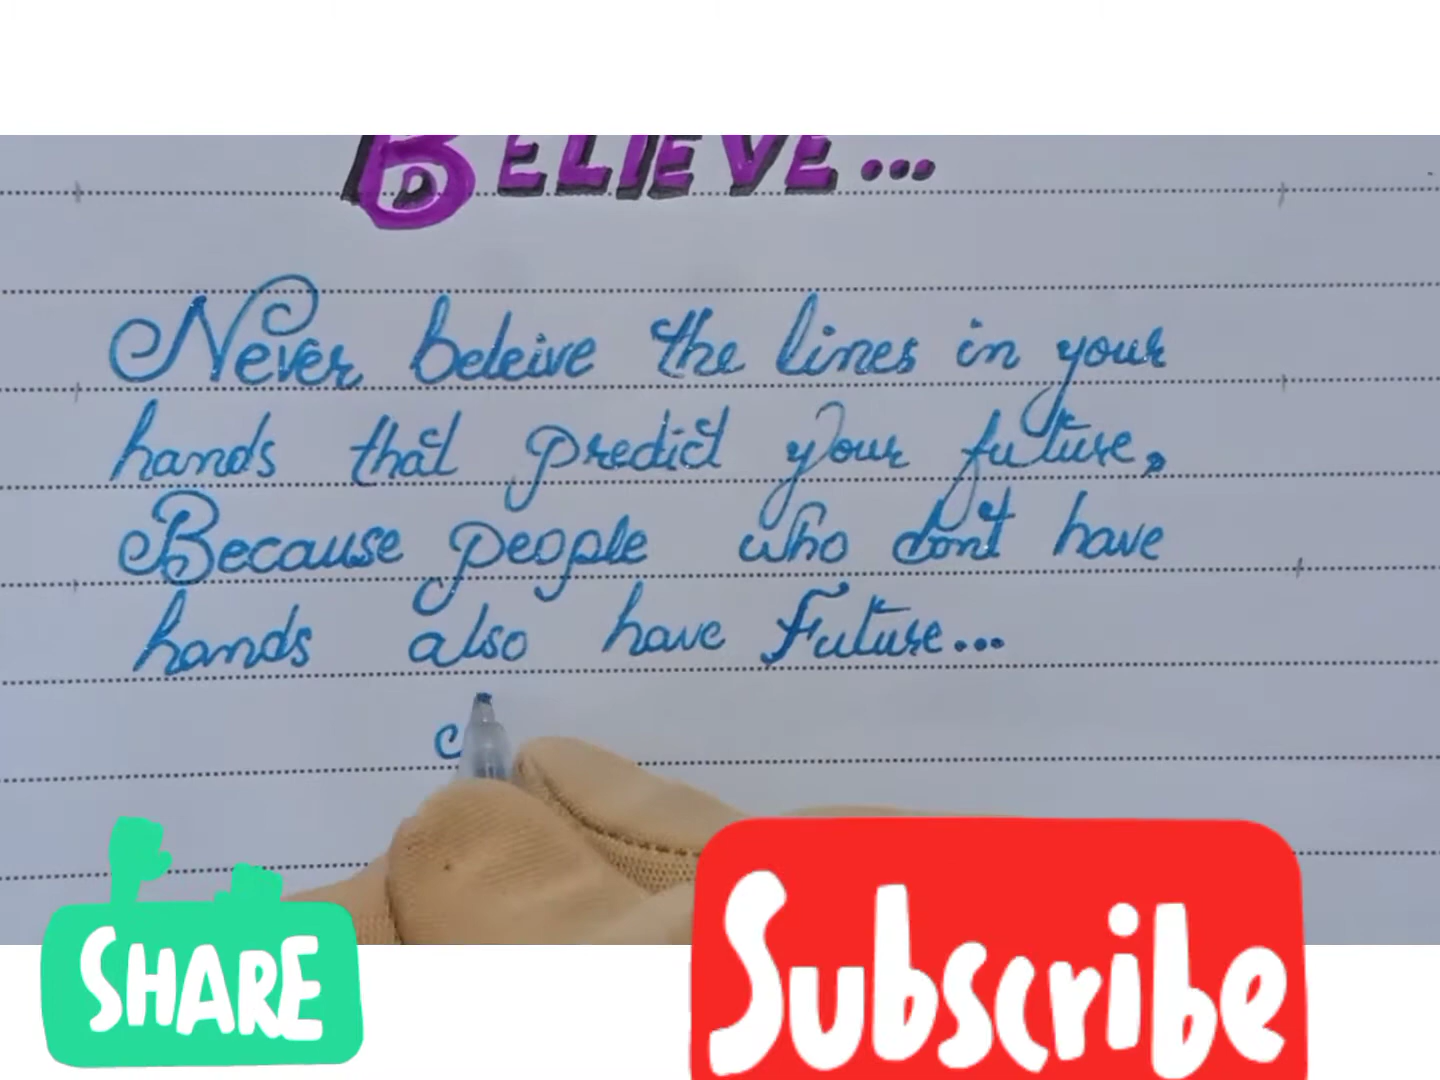 BELIEVE...
Never beleive the lines in your
hands that predict your future,
Because people who don't have
hands also have Future...
SHARE
Subscribe